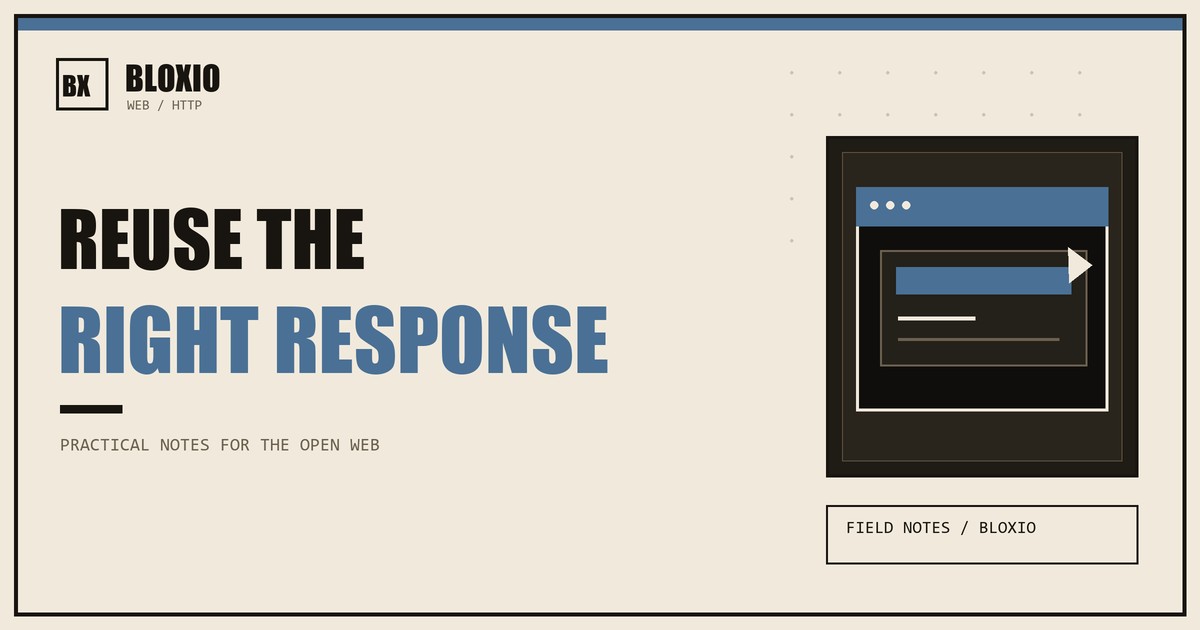 BX
BLOXIO
WEB / HTTP
REUSE THE
RIGHT RESPONSE
PRACTICAL NOTES FOR THE OPEN WEB
FIELD NOTES / BLOXIO